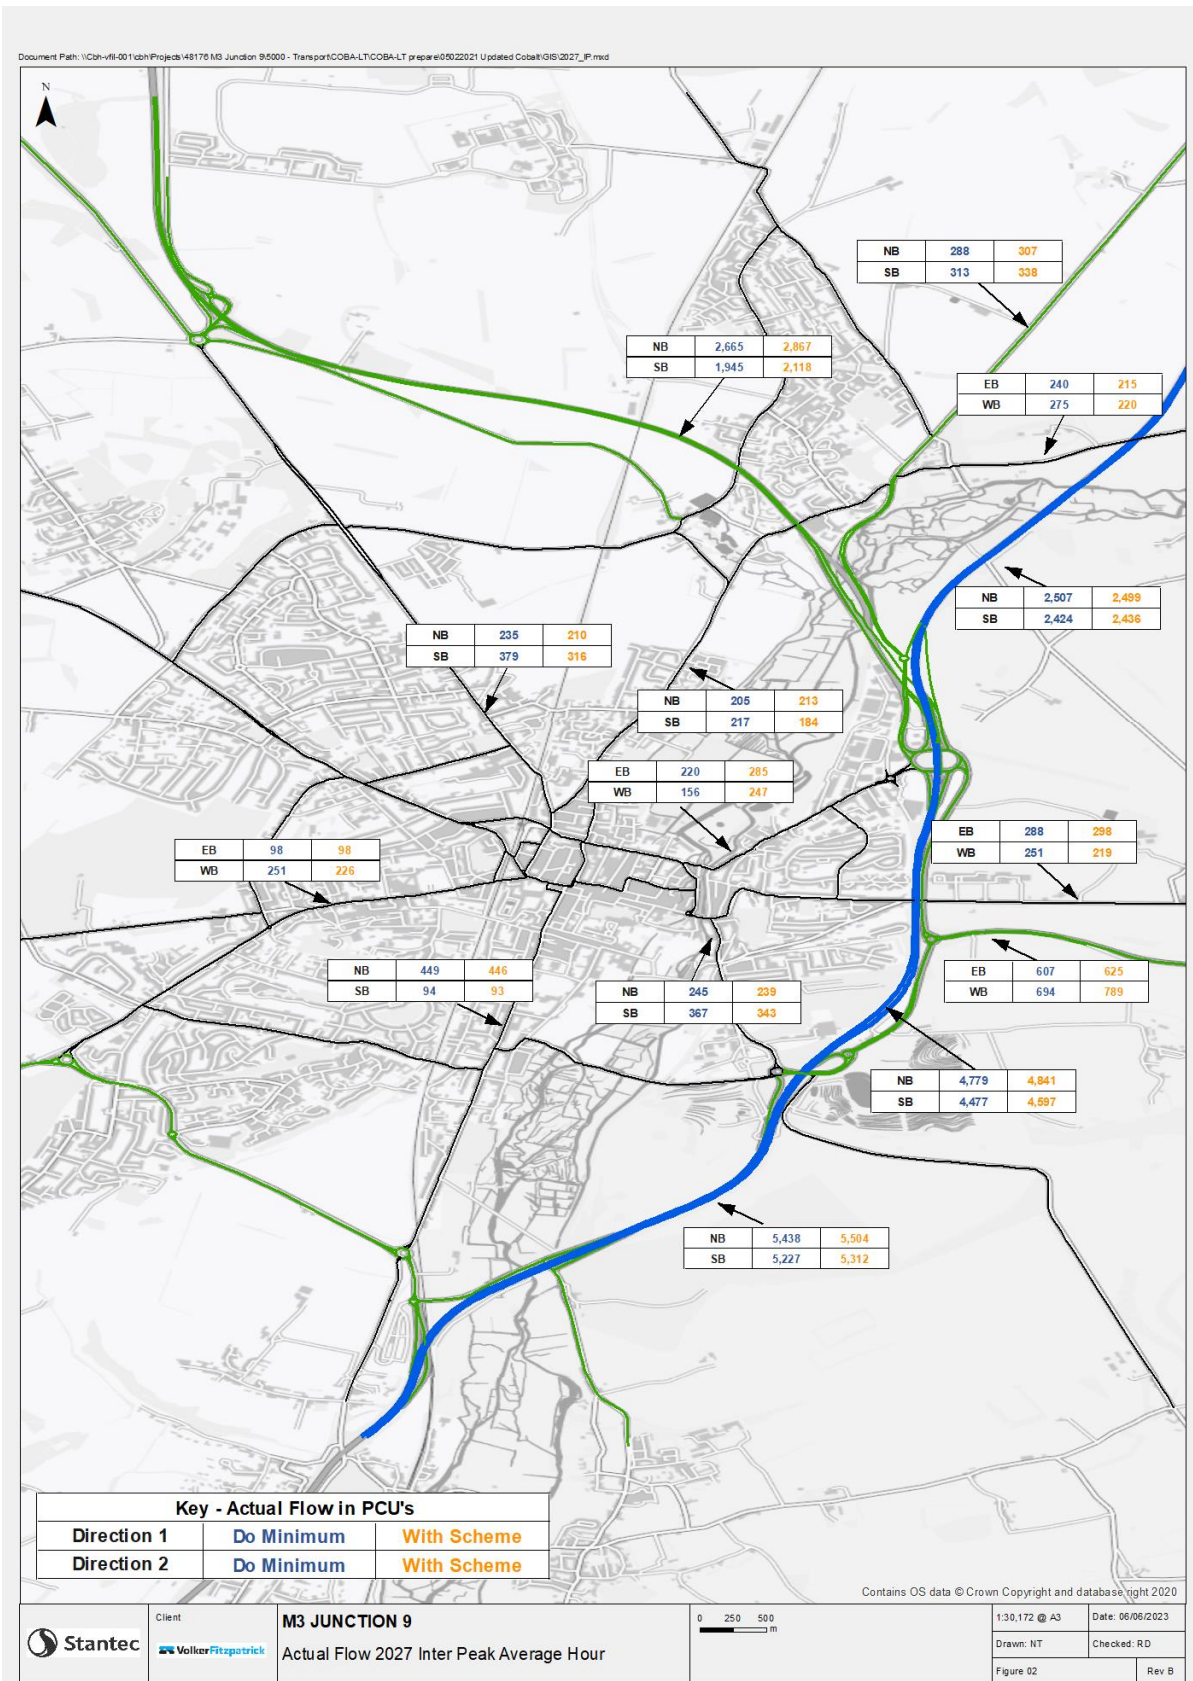 Document Path: \\Cbh-vfil-001\cbh\Projects\48176 M3 Junction 9\5000 - Transport\COBA-LT\COBA-LT prepare\05022021 Updated Cobalt\GIS\2027_IP.mxd
N
NB 288 307
SB 313 338
NB 2,665 2,867
SB 1,945 2,118
EB 240 215
WB 275 220
NB 2,507 2,499
SB 2,424 2,436
NB 235 210
SB 379 316
NB 205 213
SB 217 184
EB 220 285
WB 156 247
EB 288 298
WB 251 219
EB 98 98
WB 251 226
NB 449 446
SB 94 93
NB 245 239
SB 367 343
EB 607 625
WB 694 789
NB 4,779 4,841
SB 4,477 4,597
NB 5,438 5,504
SB 5,227 5,312
Key - Actual Flow in PCU's
Direction 1 Do Minimum With Scheme
Direction 2 Do Minimum With Scheme
Contains OS data © Crown Copyright and database right 2020
Stantec
Client
VolkerFitzpatrick
M3 JUNCTION 9
Actual Flow 2027 Inter Peak Average Hour
0 250 500
m
1:30,172 @ A3
Date: 06/06/2023
Drawn: NT
Checked: RD
Figure 02
Rev B